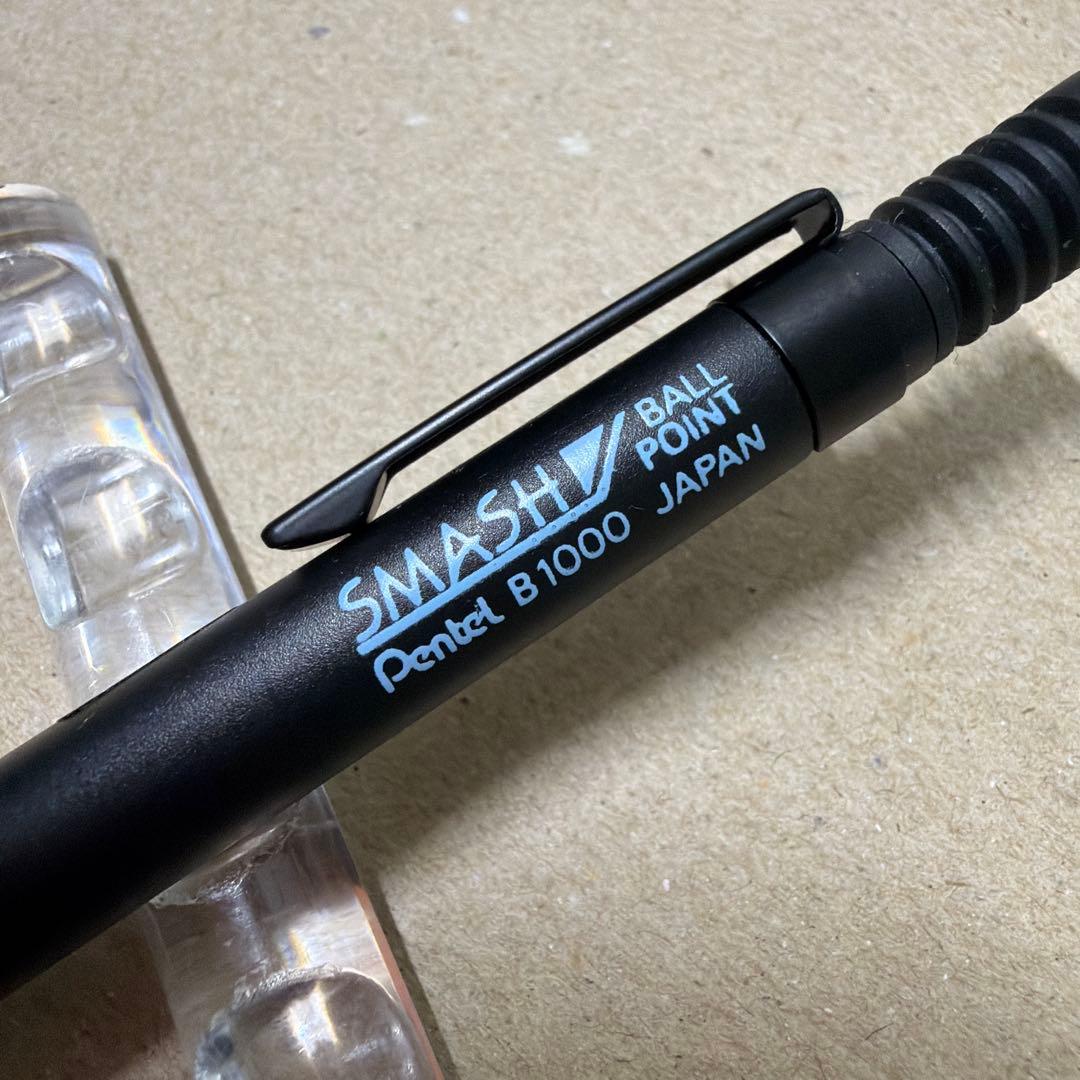 SMASH
BALL
POINT
Pentel B1000 JAPAN